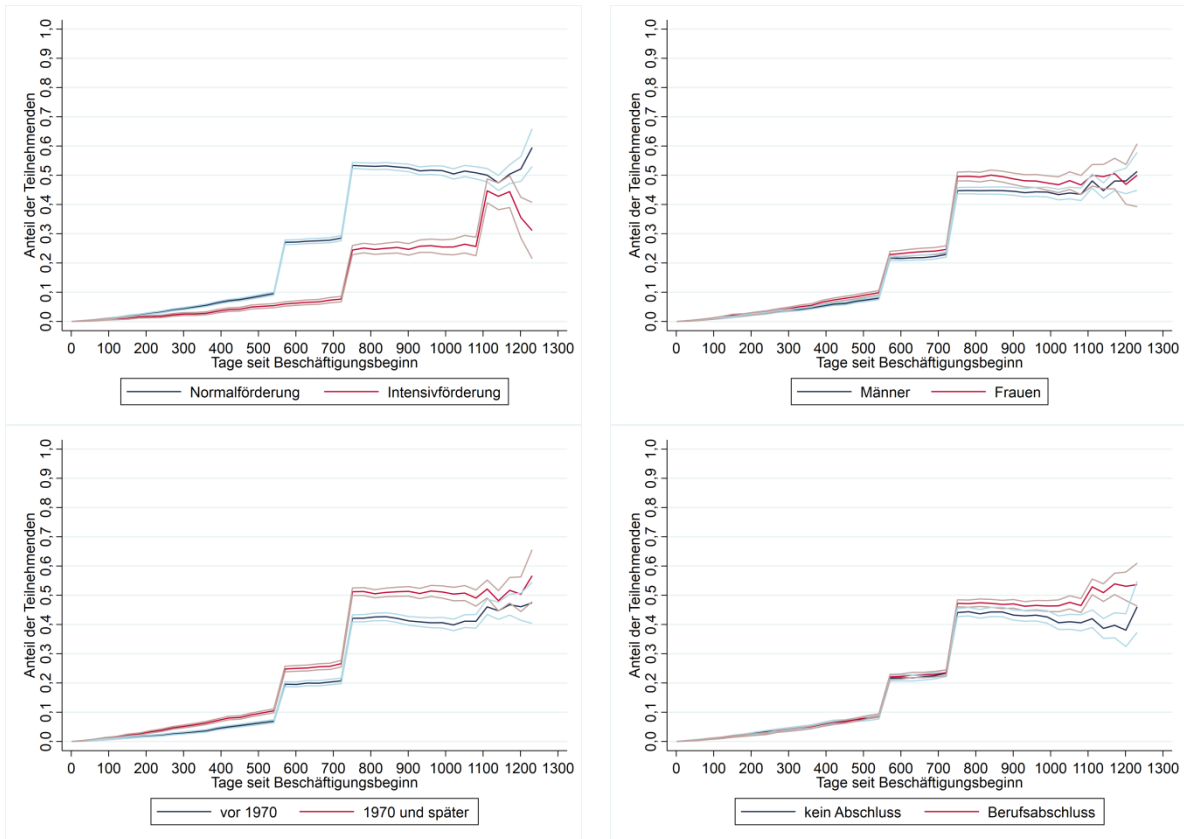 Anteil der Teilnehmenden
1,0
0,9
0,8
0,7
0,6
0,5
0,4
0,3
0,2
0,1
0,0
0 100 200 300 400 500 600 700 800 900 1000 1100 1200 1300
Tage seit Beschäftigungsbeginn
Normalförderung Intensivförderung
Anteil der Teilnehmenden
1,0
0,9
0,8
0,7
0,6
0,5
0,4
0,3
0,2
0,1
0,0
0 100 200 300 400 500 600 700 800 900 1000 1100 1200 1300
Tage seit Beschäftigungsbeginn
Männer Frauen
Anteil der Teilnehmenden
1,0
0,9
0,8
0,7
0,6
0,5
0,4
0,3
0,2
0,1
0,0
0 100 200 300 400 500 600 700 800 900 1000 1100 1200 1300
Tage seit Beschäftigungsbeginn
vor 1970 1970 und später
Anteil der Teilnehmenden
1,0
0,9
0,8
0,7
0,6
0,5
0,4
0,3
0,2
0,1
0,0
0 100 200 300 400 500 600 700 800 900 1000 1100 1200 1300
Tage seit Beschäftigungsbeginn
kein Abschluss Berufsabschluss